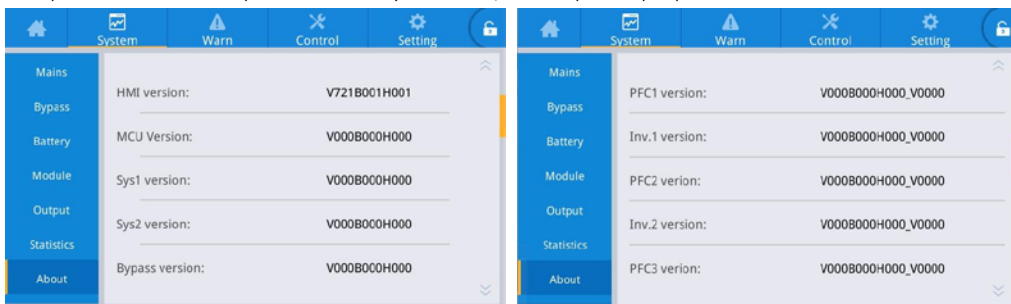 System Warn Control Setting
Mains
Bypass
Battery
Module
Output
Statistics
About
HMI version: V721B001H001
MCU Version: V000B000H000
Sys1 version: V000B000H000
Sys2 version: V000B000H000
Bypass version: V000B000H000
System Warn Control Setting
Mains
Bypass
Battery
Module
Output
Statistics
About
PFC1 version: V000B000H000_V0000
Inv.1 version: V000B000H000_V0000
PFC2 verion: V000B000H000_V0000
Inv.2 version: V000B000H000_V0000
PFC3 verion: V000B000H000_V0000